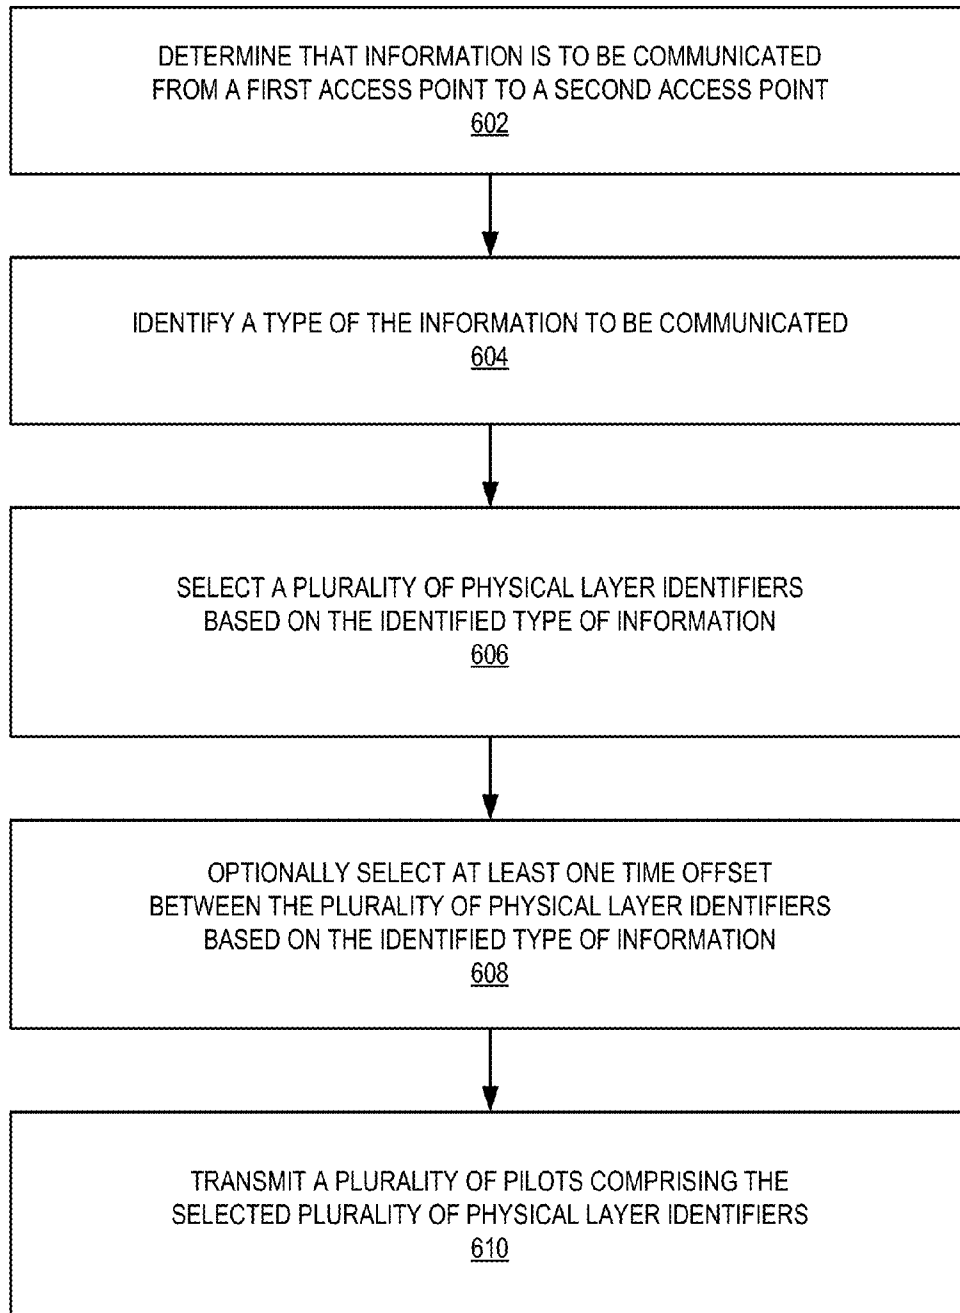 DETERMINE THAT INFORMATION IS TO BE COMMUNICATED
FROM A FIRST ACCESS POINT TO A SECOND ACCESS POINT
602
IDENTIFY A TYPE OF THE INFORMATION TO BE COMMUNICATED
604
SELECT A PLURALITY OF PHYSICAL LAYER IDENTIFIERS
BASED ON THE IDENTIFIED TYPE OF INFORMATION
606
OPTIONALLY SELECT AT LEAST ONE TIME OFFSET
BETWEEN THE PLURALITY OF PHYSICAL LAYER IDENTIFIERS
BASED ON THE IDENTIFIED TYPE OF INFORMATION
608
TRANSMIT A PLURALITY OF PILOTS COMPRISING THE
SELECTED PLURALITY OF PHYSICAL LAYER IDENTIFIERS
610